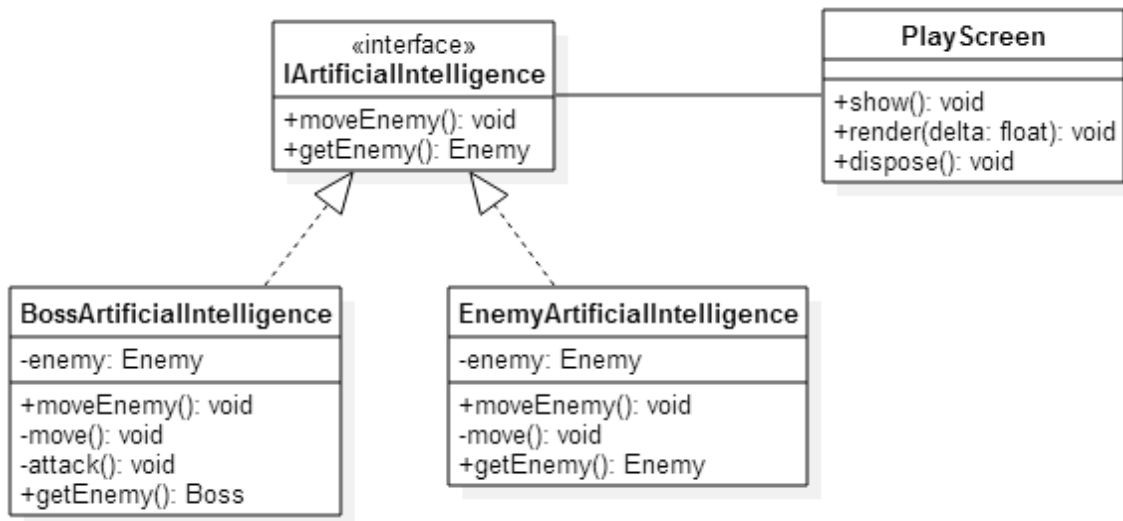 «interface»
IArtificialIntelligence
+moveEnemy(): void
+getEnemy(): Enemy
PlayScreen
+show(): void
+render(delta: float): void
+dispose(): void
BossArtificialIntelligence
-enemy: Enemy
+moveEnemy(): void
-move(): void
-attack(): void
+getEnemy(): Boss
EnemyArtificialIntelligence
-enemy: Enemy
+moveEnemy(): void
-move(): void
+getEnemy(): Enemy